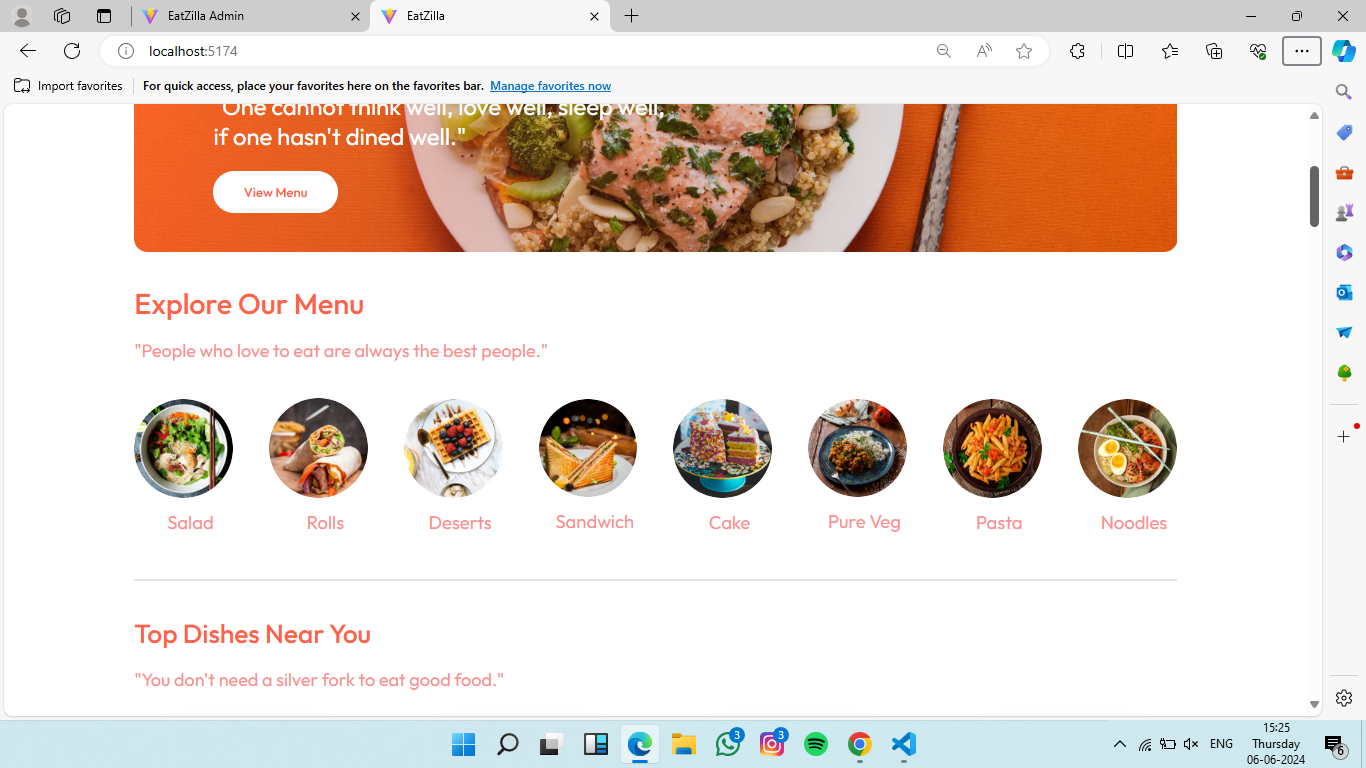 EatZilla Admin
EatZilla
localhost:5174
Import favorites
For quick access, place your favorites here on the favorites bar. Manage favorites now
"One cannot think well, love well, sleep well,
if one hasn't dined well."
View Menu
Explore Our Menu
"People who love to eat are always the best people."
Salad
Rolls
Deserts
Sandwich
Cake
Pure Veg
Pasta
Noodles
Top Dishes Near You
"You don't need a silver fork to eat good food."
3
3
ENG
15:25
Thursday
06-06-2024
6